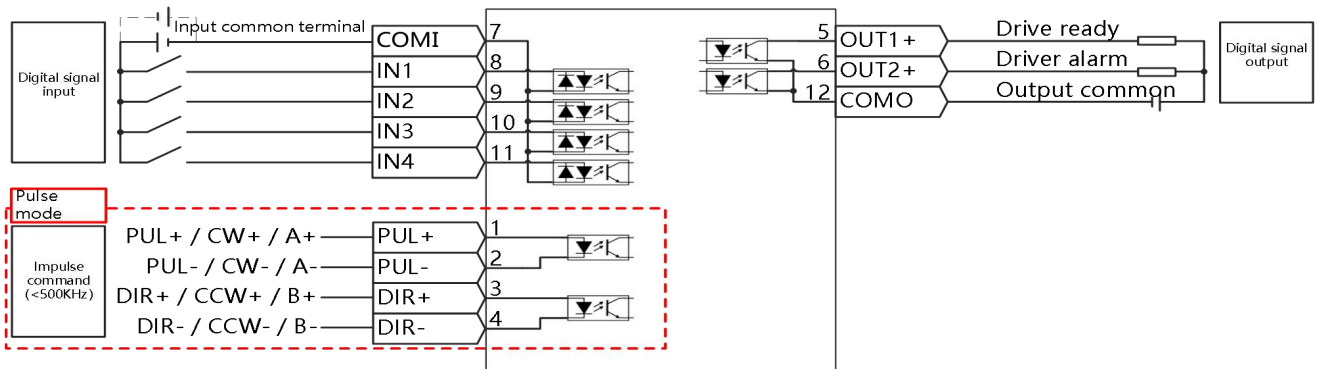 Digital signal
input
Input common terminal
COMI
7
IN1
8
IN2
9
IN3
10
IN4
11
5
OUT1+
Drive ready
6
OUT2+
Driver alarm
12
COMO
Output common
Digital signal
output
Pulse
mode
Impulse
command
(<500KHz)
PUL+ / CW+ / A+
PUL+
1
PUL- / CW- / A-
PUL-
2
DIR+ / CCW+ / B+
DIR+
3
DIR- / CCW- / B-
DIR-
4